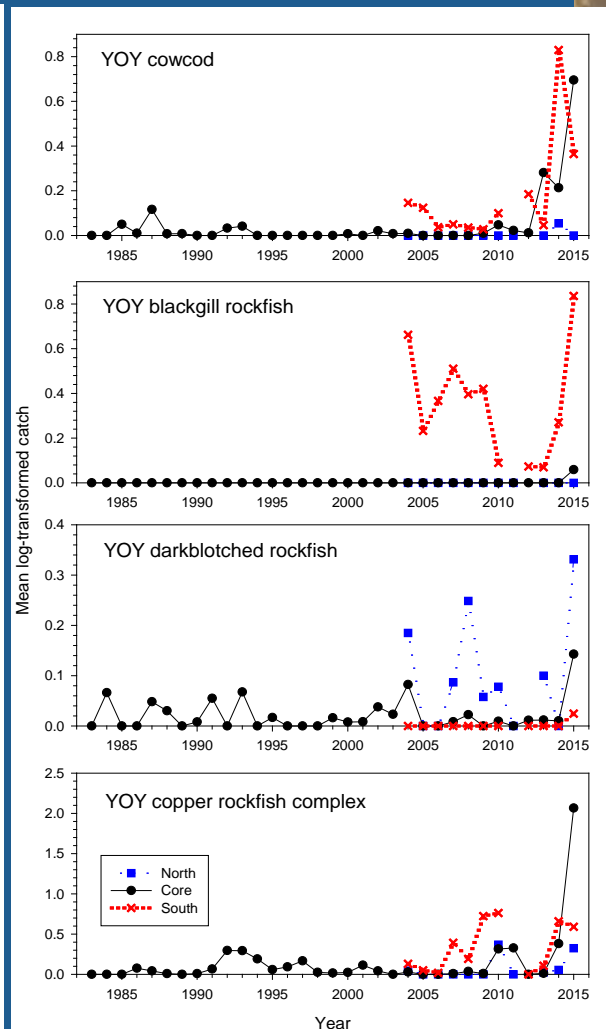 YOY cowcod
0.8
0.6
0.4
0.2
0.0
1985 1990 1995 2000 2005 2010 2015
YOY blackgill rockfish
0.8
0.6
0.4
0.2
0.0
1985 1990 1995 2000 2005 2010 2015
Mean log-transformed catch
YOY darkblotched rockfish
0.4
0.3
0.2
0.1
0.0
1985 1990 1995 2000 2005 2010 2015
YOY copper rockfish complex
2.5
2.0
1.5
1.0
0.5
0.0
North
Core
South
1985 1990 1995 2000 2005 2010 2015
Year